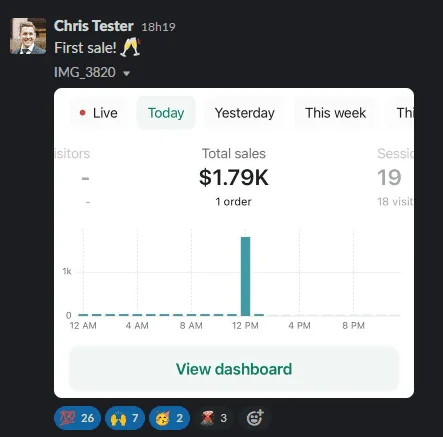 Chris Tester 18h19
First sale! 🥂
IMG_3820
Live Today Yesterday This week Thi
isitors Total sales Sessio
- $1.79K 19
- 1 order 18 visit
1k
0
12 AM 4 AM 8 AM 12 PM 4 PM 8 PM
View dashboard
💯 26 🙌 7 🥳 2 🌋 3